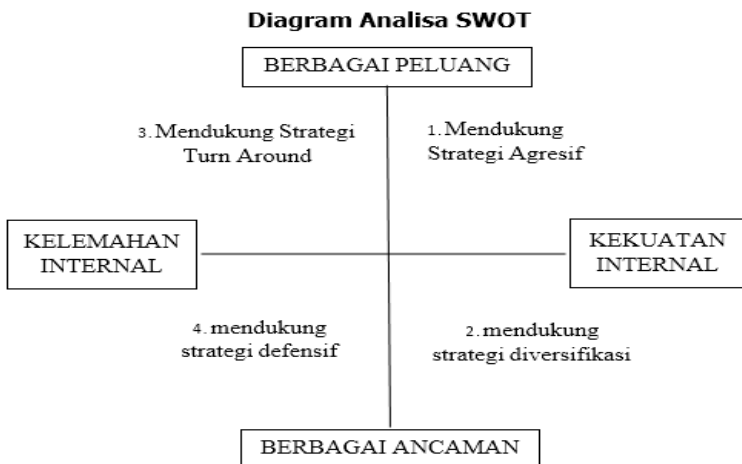 Diagram Analisa SWOT
BERBAGAI PELUANG
3. Mendukung Strategi
Turn Around
1. Mendukung
Strategi Agresif
KELEMAHAN
INTERNAL
KEKUATAN
INTERNAL
4. mendukung
strategi defensif
2. mendukung
strategi diversifikasi
BERBAGAI ANCAMAN